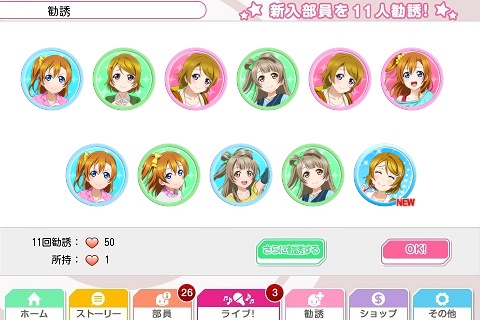 勧誘
新入部員を11人勧誘!
NEW
11回勧誘: 50
所持: 1
さらに勧誘する
OK!
26
3
ホーム
ストーリー
部員
ライブ!
勧誘
ショップ
その他